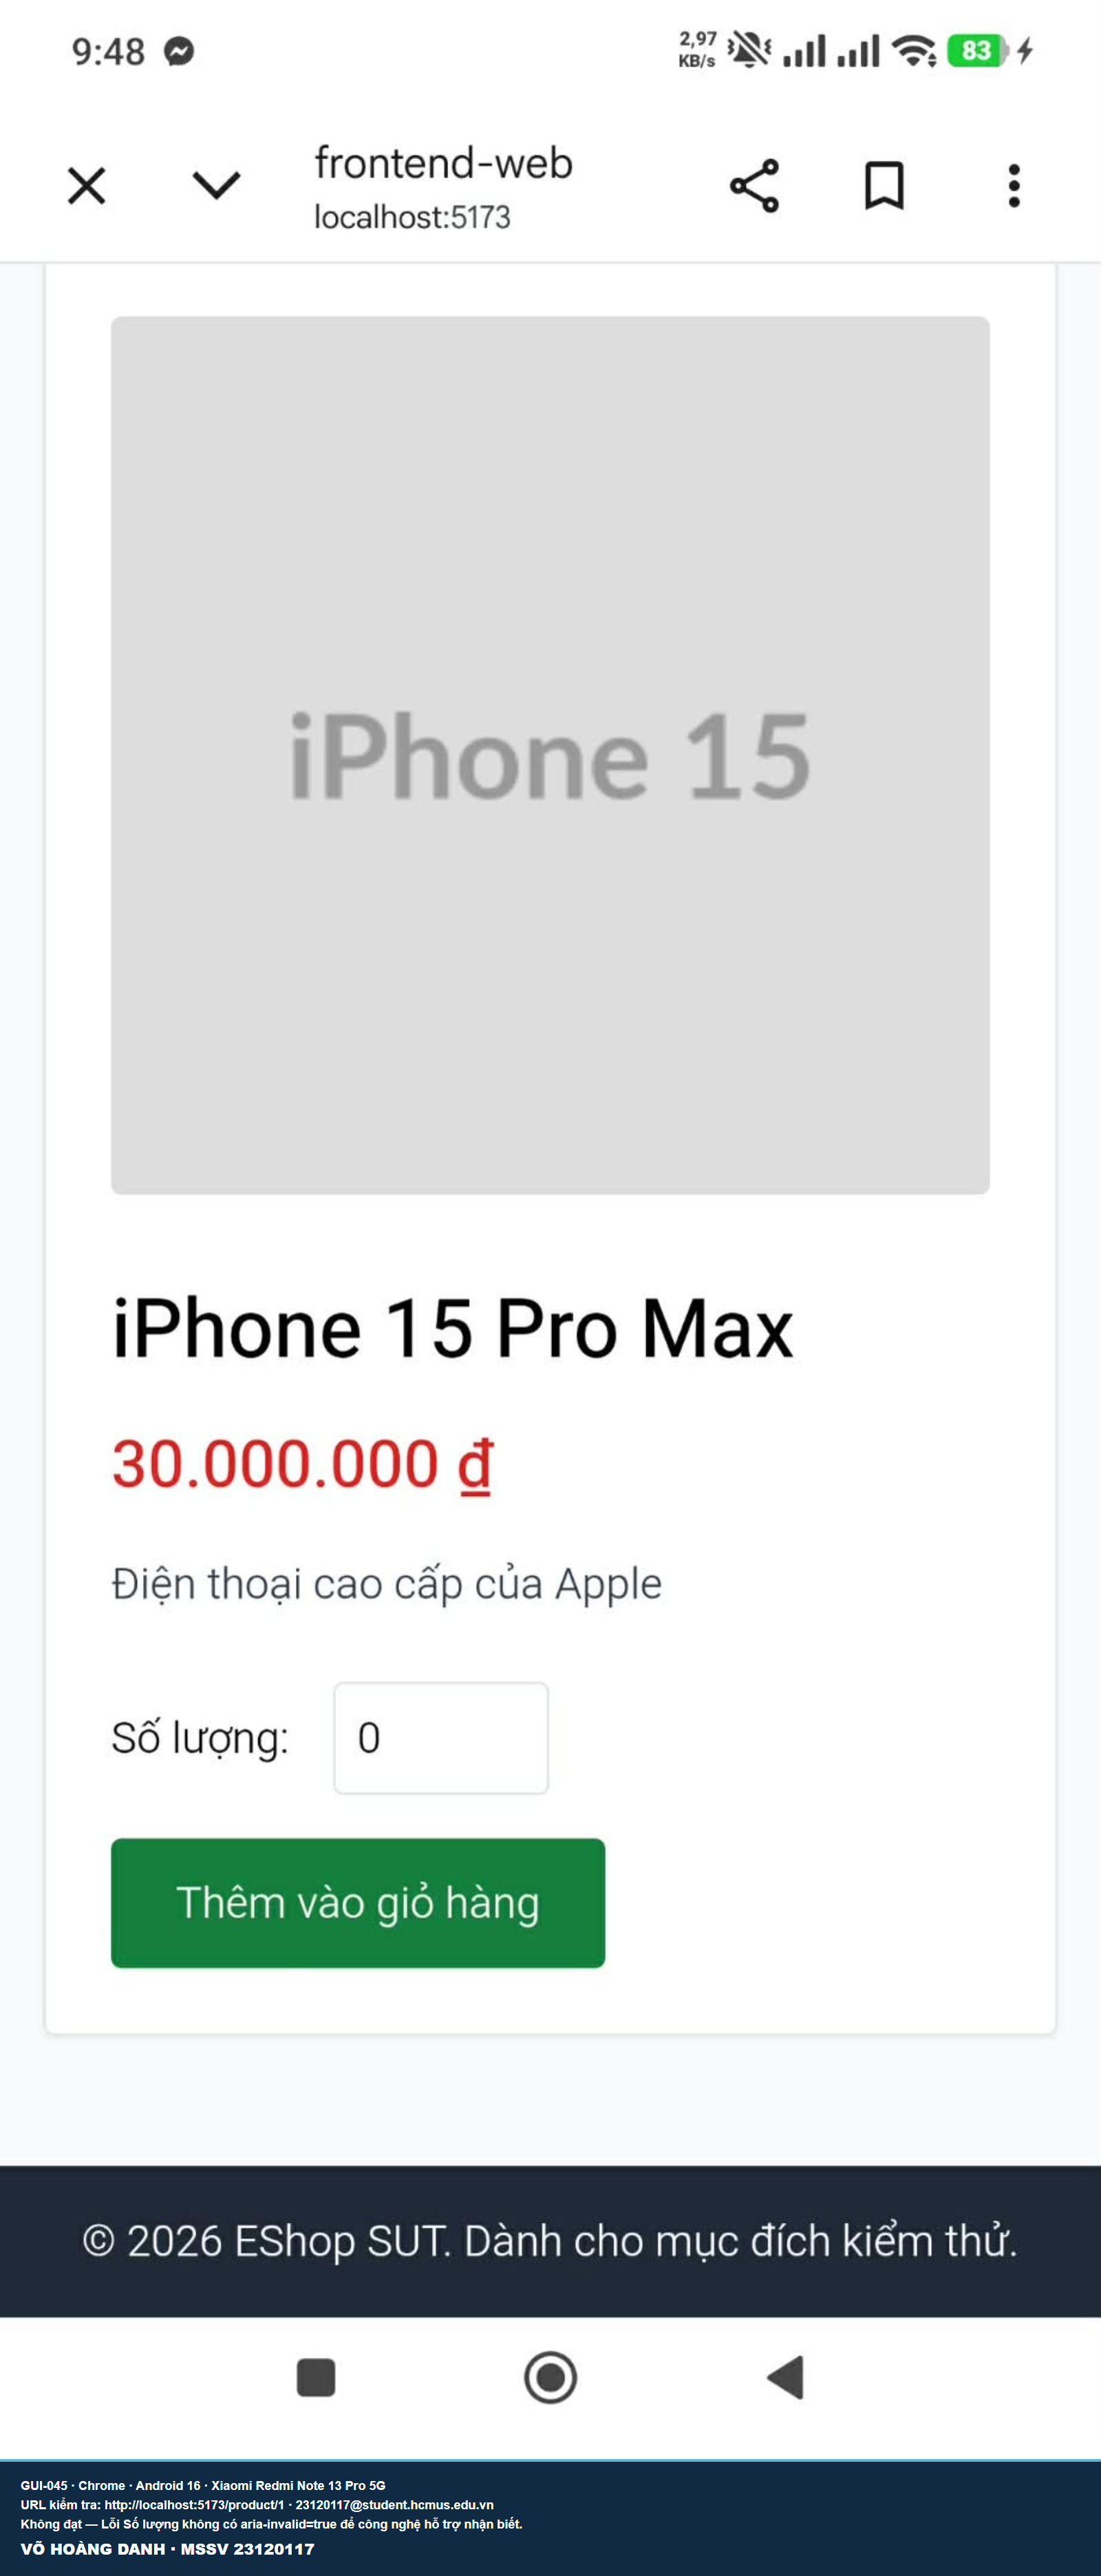 9:48
2,97
KB/s
83
frontend-web
localhost:5173
iPhone 15
iPhone 15 Pro Max
30.000.000 ₫
Điện thoại cao cấp của Apple
Số lượng: 0
Thêm vào giỏ hàng
© 2026 EShop SUT. Dành cho mục đích kiểm thử.
GUI-045 · Chrome · Android 16 · Xiaomi Redmi Note 13 Pro 5G
URL kiểm tra: http://localhost:5173/product/1 · 23120117@student.hcmus.edu.vn
Không đạt — Lỗi Số lượng không có aria-invalid=true để công nghệ hỗ trợ nhận biết.
VÕ HOÀNG DANH · MSSV 23120117